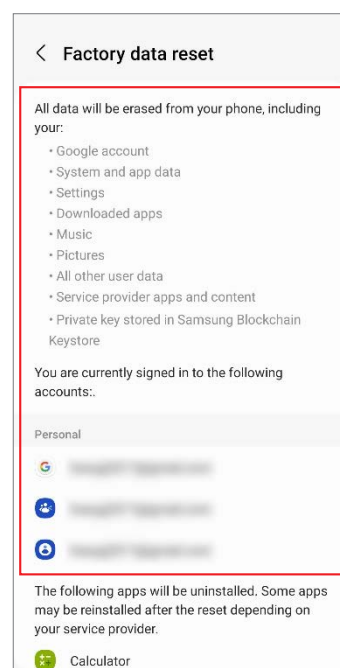 Factory data reset
All data will be erased from your phone, including
your:
• Google account
• System and app data
• Settings
• Downloaded apps
• Music
• Pictures
• All other user data
• Service provider apps and content
• Private key stored in Samsung Blockchain
Keystore
You are currently signed in to the following
accounts:.
Personal
The following apps will be uninstalled. Some apps
may be reinstalled after the reset depending on
your service provider.
Calculator